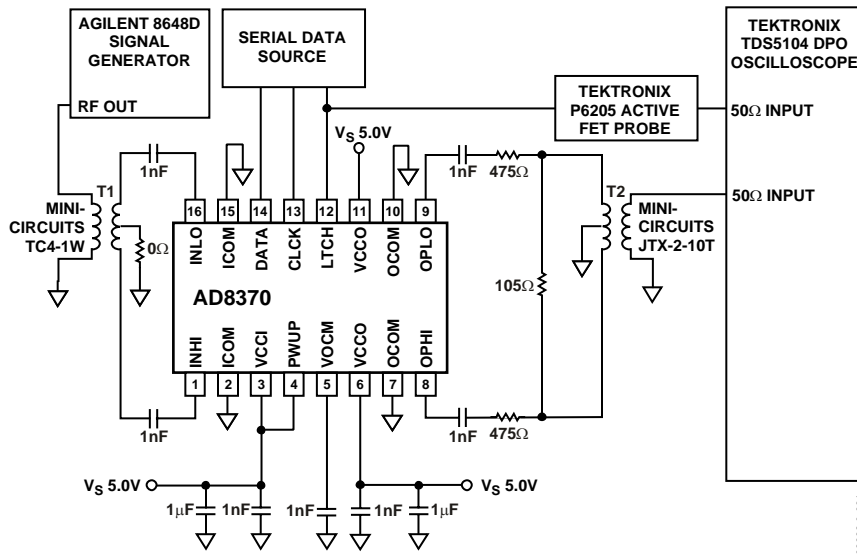 AGILENT 8648D
SIGNAL
GENERATOR
RF OUT
SERIAL DATA
SOURCE
TEKTRONIX
TDS5104 DPO
OSCILLOSCOPE
TEKTRONIX
P6205 ACTIVE
FET PROBE
50Ω INPUT
50Ω INPUT
VS 5.0V
1nF
1nF
475Ω
T1
T2
MINI-
CIRCUITS
TC4-1W
0Ω
MINI-
CIRCUITS
JTX-2-10T
105Ω
16
15
14
13
12
11
10
9
INLO
ICOM
DATA
CLCK
LTCH
VCCO
OCOM
OPLO
AD8370
INHI
ICOM
VCCI
PWUP
VOCM
VCCO
OCOM
OPHI
1
2
3
4
5
6
7
8
1nF
1nF
475Ω
VS 5.0V
VS 5.0V
1μF
1nF
1nF
1nF
1μF